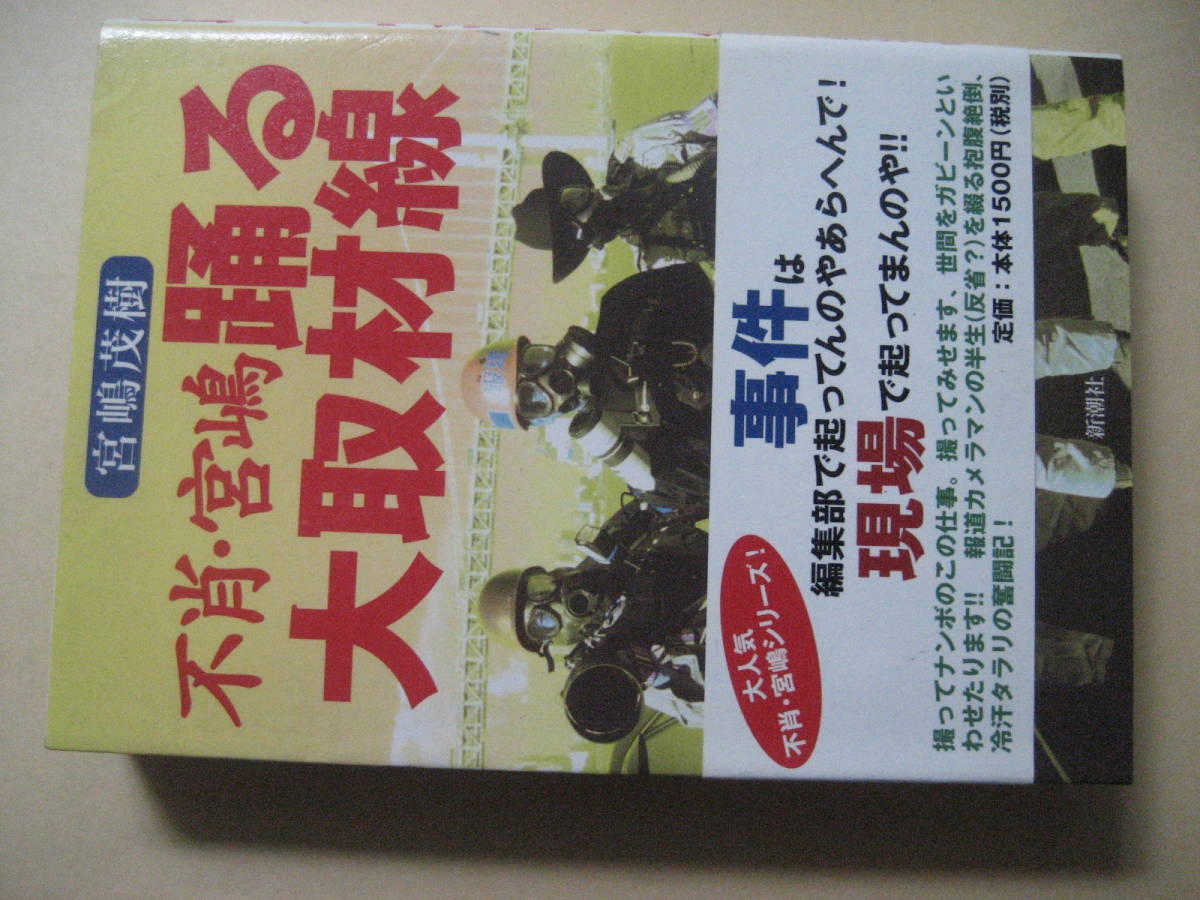 宮嶋茂樹
不肖・宮嶋踊る
大取材線
報道
大人気
不肖・宮嶋シリーズ!
事件は
編集部で起ってんのやあらへんで!
現場で起ってまんのや!!
撮ってナンボのこの仕事。撮ってみせます、世間をガビーンとい
わせたります!! 報道カメラマンの半生(反省?)を綴る抱腹絶倒、
冷汗タラリの奮闘記!
定価:本体1500円(税別)
新潮社